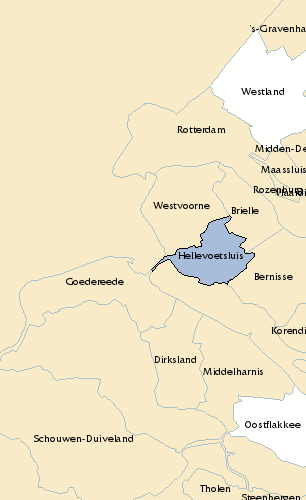 's-Gravenha
Westland
Rotterdam
Midden-De
Maassluis
Rozenburg
Westvoorne
Brielle
Hellevoetsluis
Bernisse
Goedereede
Korendi
Dirksland
Middelharnis
Oostflakkee
Schouwen-Duiveland
Tholen
Steenbergen